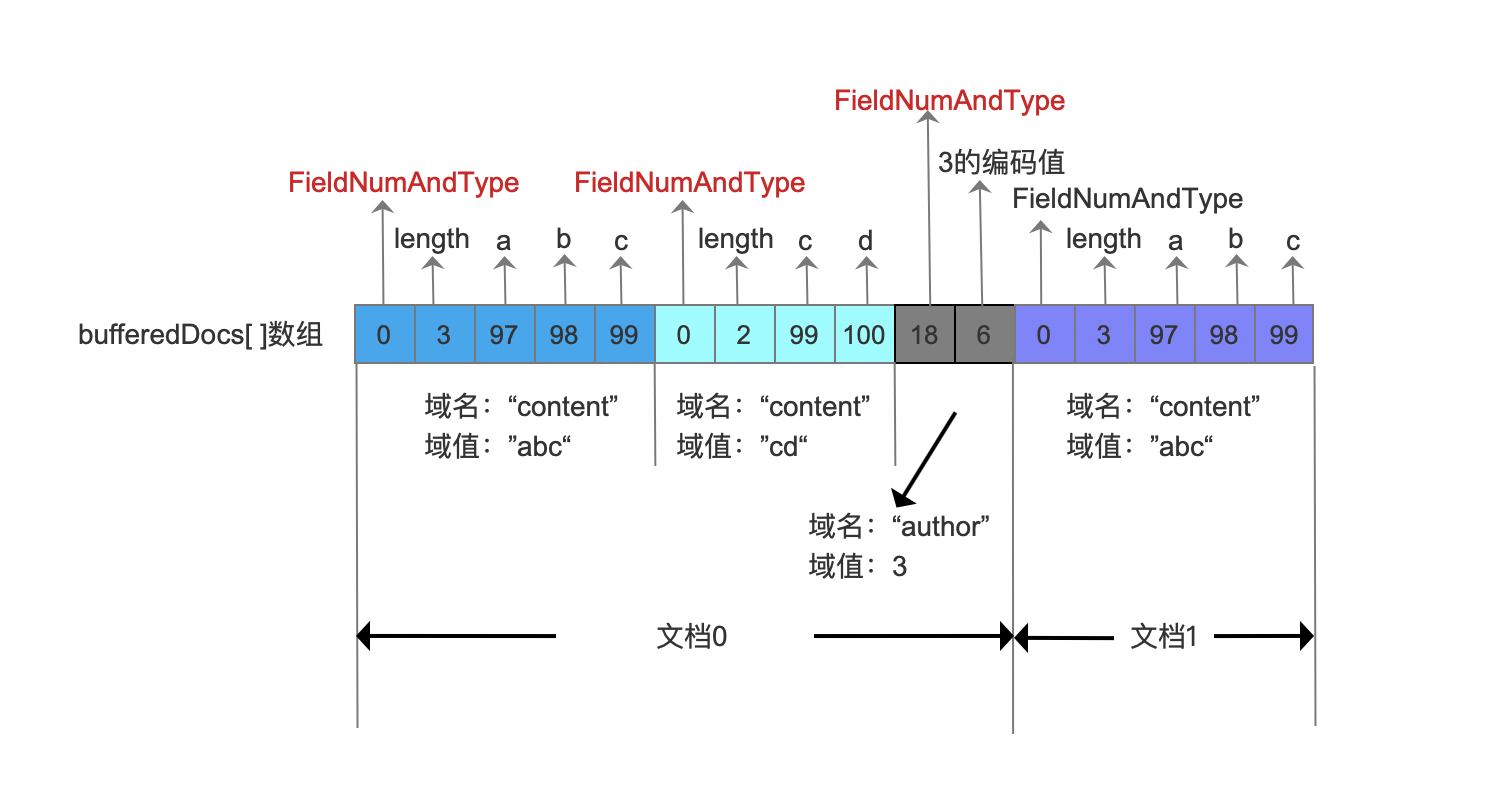 FieldNumAndType
3的编码值
FieldNumAndType FieldNumAndType FieldNumAndType
length a b c length c d length a b c
bufferedDocs[ ]数组 0 3 97 98 99 0 2 99 100 18 6 0 3 97 98 99
域名：“content” 域名：“content” 域名：“content”
域值：”abc“ 域值：”cd“ 域值：”abc“
域名：“author”
域值：3
文档0 文档1